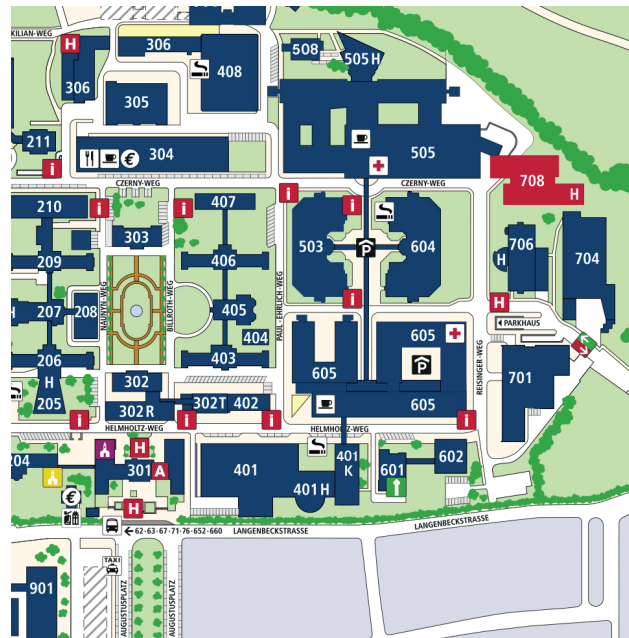 KILIAN-WEG
H
306
306
408
508
505 H
305
211
304
€
505
i
CZERNY-WEG
CZERNY-WEG
708
H
210
i
407
i
i
i
303
503
604
706
704
209
406
P
H
NAUNYN-WEG
BILLROTH-WEG
PAUL-EHRLICH-WEG
H
207
208
405
i
H
PARKHAUS
404
605
206
403
605
P
REISINGER-WEG
701
H
205
302
302 R
302T
402
605
i
i
i
i
HELMHOLTZ-WEG
HELMHOLTZ-WEG
204
H
301
A
401
401
K
401 H
601
602
€
H
62-63-67-71-76-652-660
LANGENBECKSTRASSE
LANGENBECKSTRASSE
TAXI
901
AUGUSTUSPLATZ
AUGUSTUSPLATZ